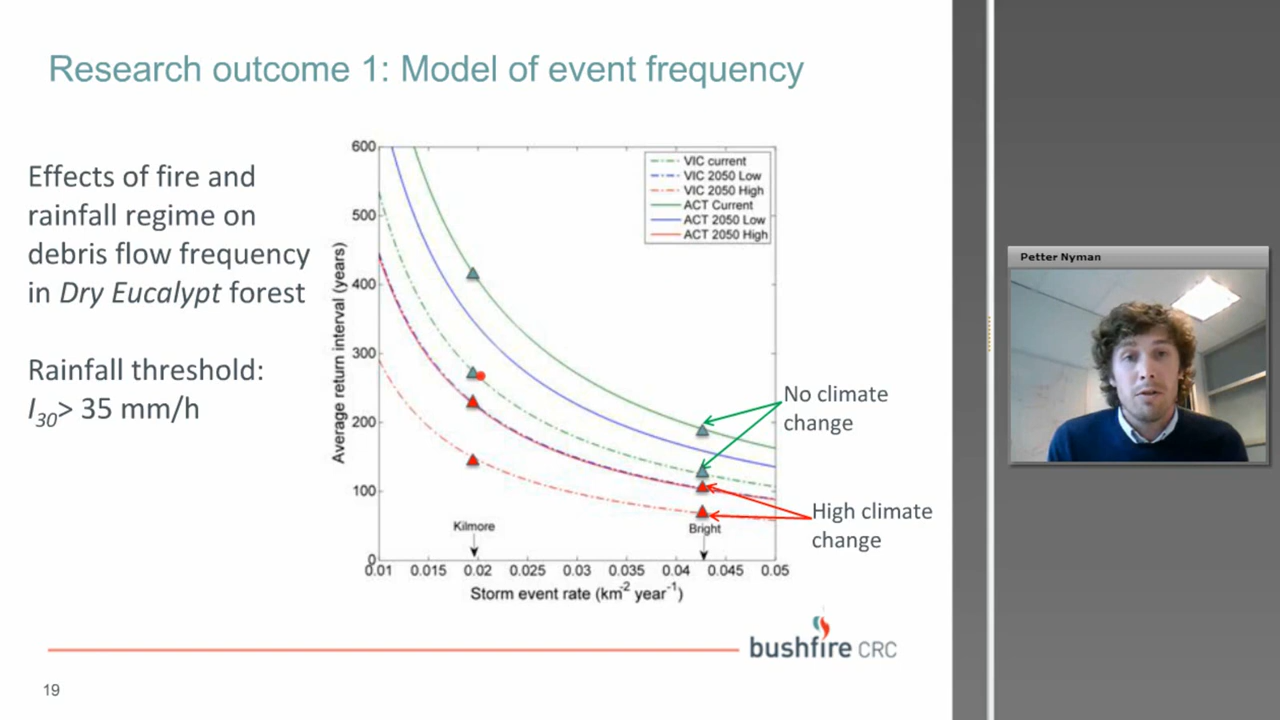 Research outcome 1: Model of event frequency
Effects of fire and
rainfall regime on
debris flow frequency
in Dry Eucalypt forest
Rainfall threshold:
I30> 35 mm/h
600
500
400
300
200
100
0
Average return interval (years)
VIC current
VIC 2050 Low
VIC 2050 High
ACT Current
ACT 2050 Low
ACT 2050 High
No climate
change
High climate
change
Kilmore
Bright
0.01 0.015 0.02 0.025 0.03 0.035 0.04 0.045 0.05
Storm event rate (km-2 year-1)
bushfire CRC
19
Petter Nyman